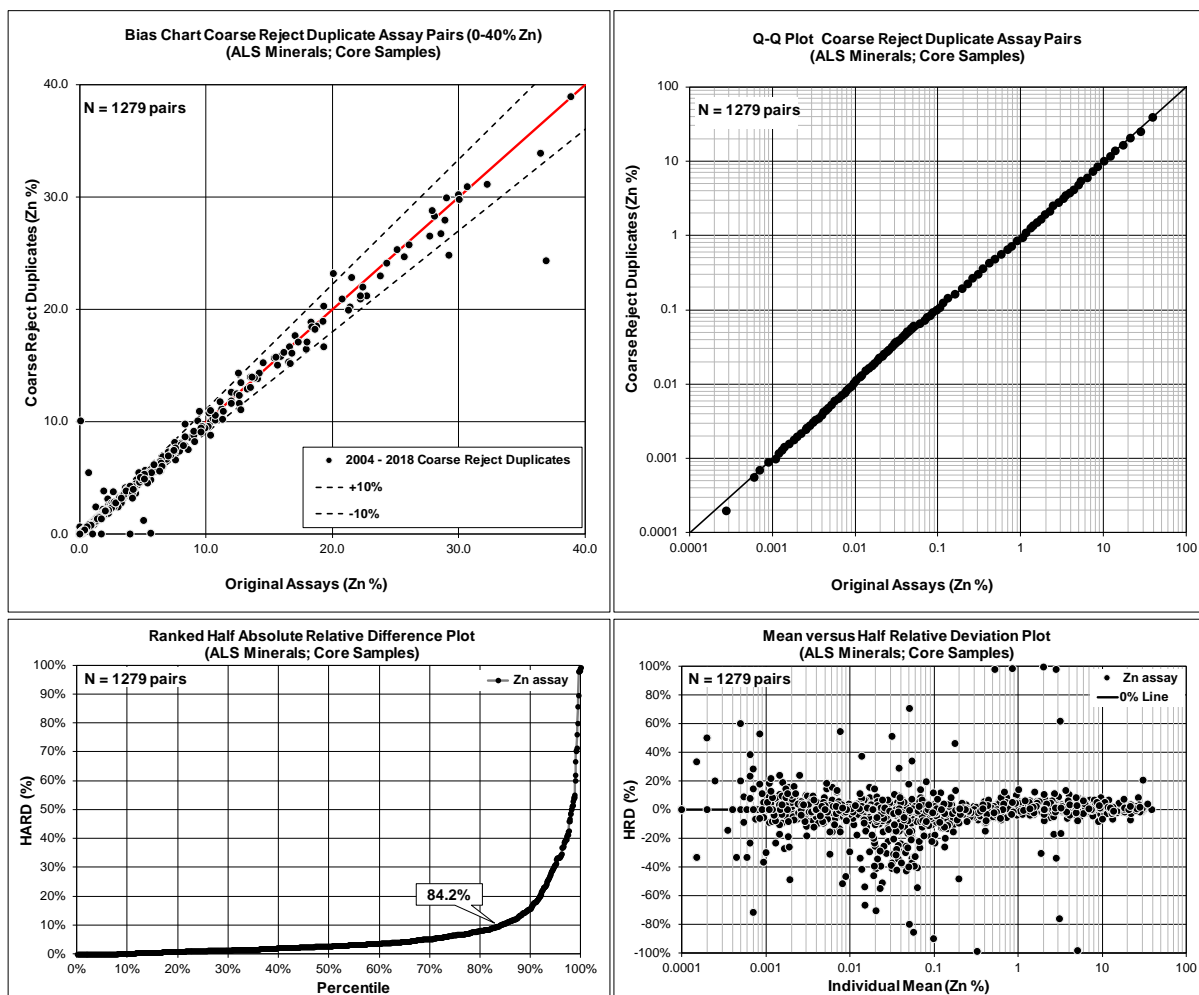 Bias Chart Coarse Reject Duplicate Assay Pairs (0-40% Zn)
(ALS Minerals; Core Samples)
N = 1279 pairs
Coarse Reject Duplicates (Zn %)
40.0
30.0
20.0
10.0
0.0
0.0 10.0 20.0 30.0 40.0
Original Assays (Zn %)
2004 - 2018 Coarse Reject Duplicates
+10%
-10%
Q-Q Plot Coarse Reject Duplicate Assay Pairs
(ALS Minerals; Core Samples)
N = 1279 pairs
Coarse Reject Duplicates (Zn %)
100
10
1
0.1
0.01
0.001
0.0001
0.0001 0.001 0.01 0.1 1 10 100
Original Assays (Zn %)
Ranked Half Absolute Relative Difference Plot
(ALS Minerals; Core Samples)
N = 1279 pairs
Zn assay
HARD (%)
100%
90%
80%
70%
60%
50%
40%
30%
20%
10%
0%
84.2%
0% 10% 20% 30% 40% 50% 60% 70% 80% 90% 100%
Percentile
Mean versus Half Relative Deviation Plot
(ALS Minerals; Core Samples)
N = 1279 pairs
Zn assay
0% Line
HRD (%)
100%
80%
60%
40%
20%
0%
-20%
-40%
-60%
-80%
-100%
0.0001 0.001 0.01 0.1 1 10 100
Individual Mean (Zn %)